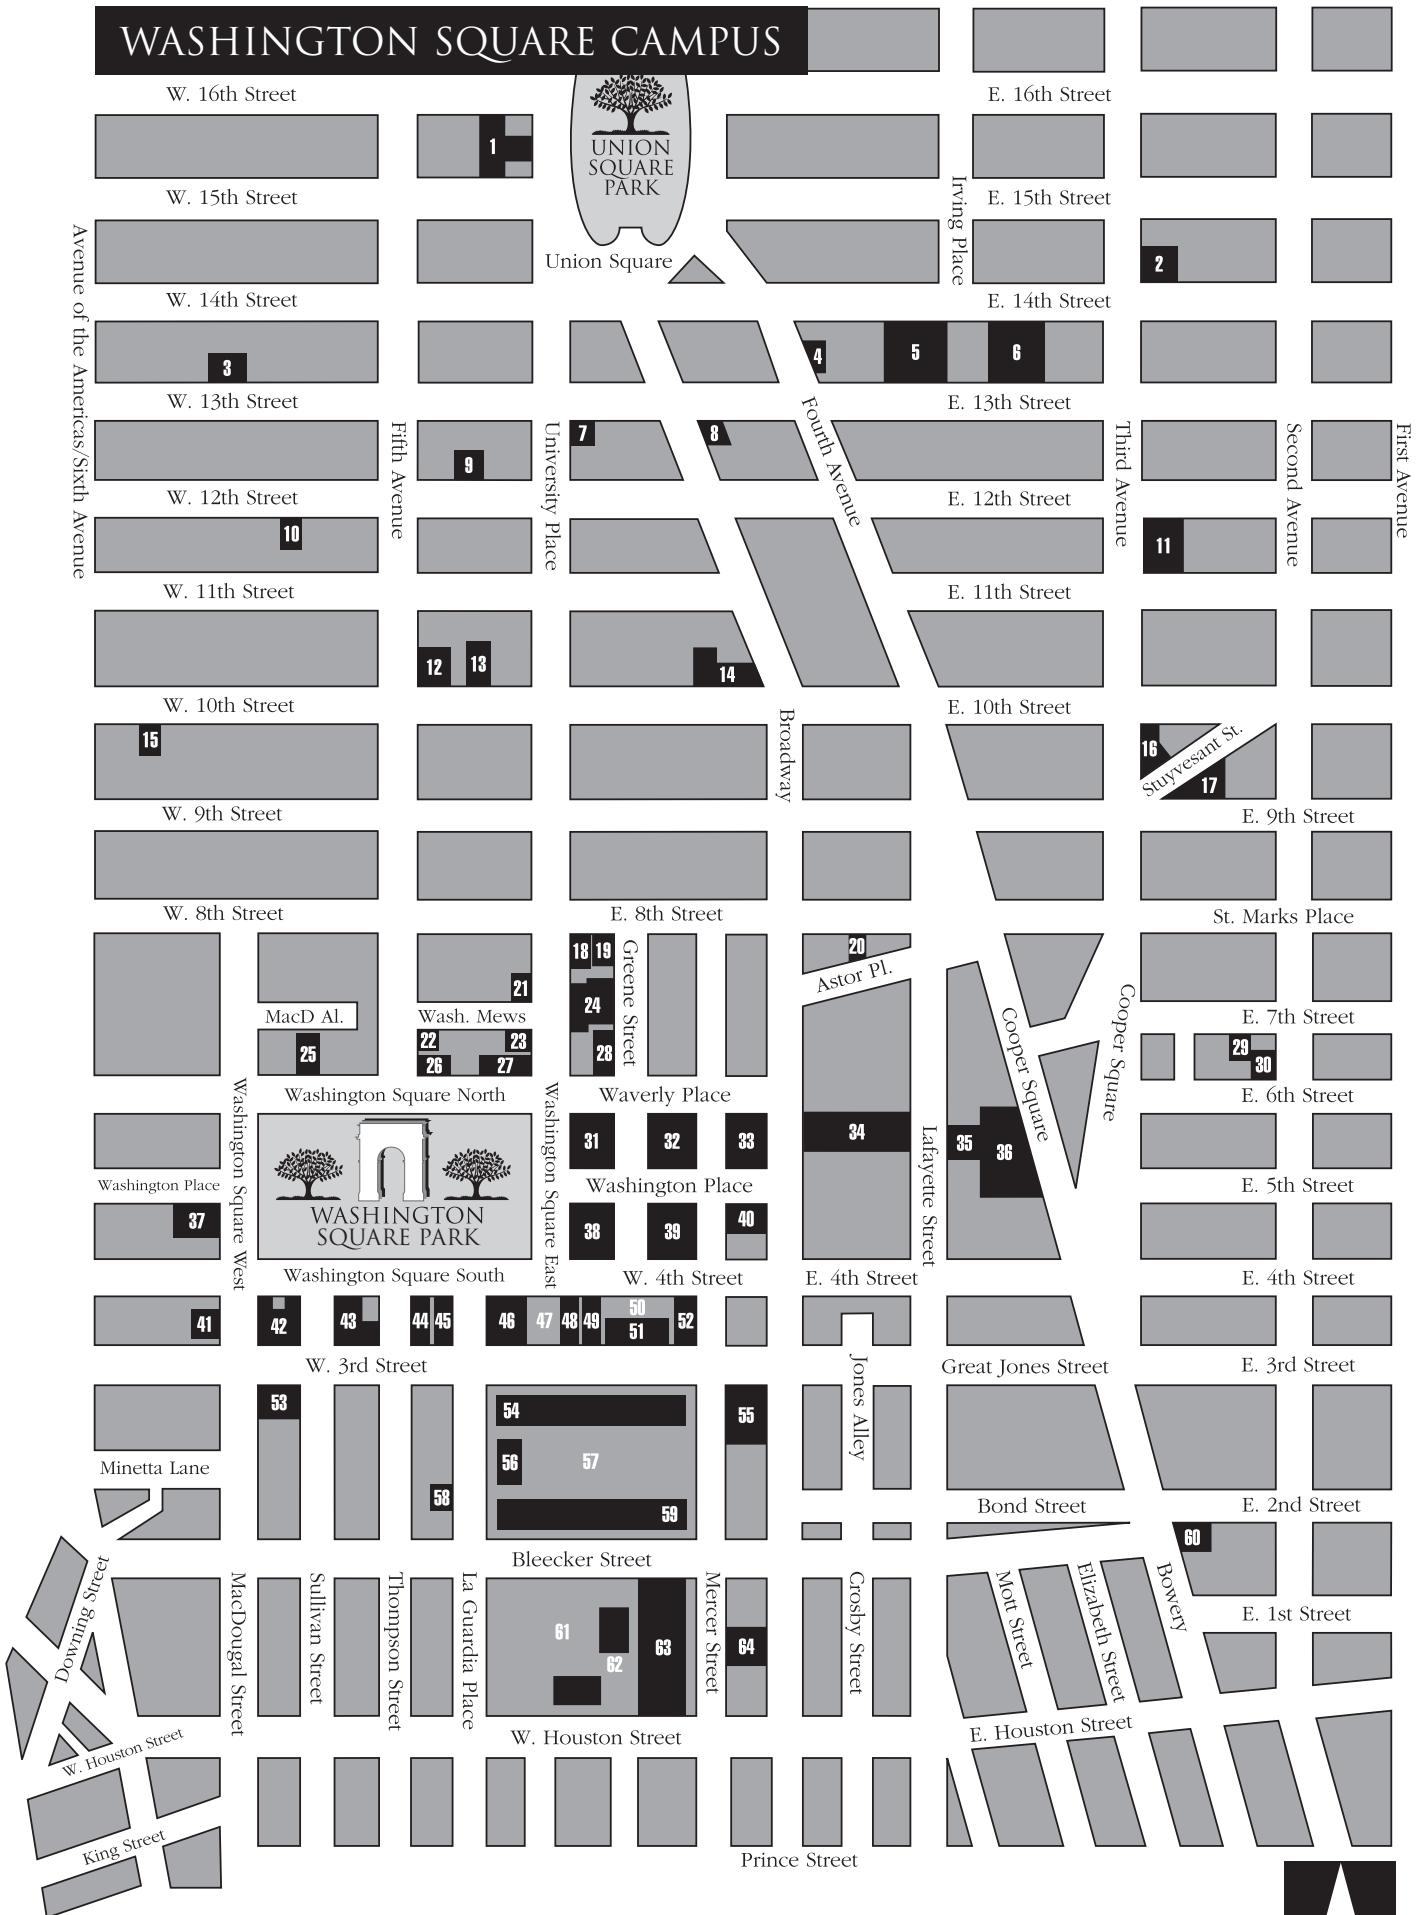 WASHINGTON SQUARE CAMPUS
W. 16th Street
E. 16th Street
UNION
SQUARE
PARK
1
W. 15th Street
Irving Place
E. 15th Street
Avenue of the Americas/Sixth Avenue
Union Square
2
W. 14th Street
E. 14th Street
3
4
5
6
W. 13th Street
Fourth Avenue
E. 13th Street
Fifth Avenue
University Place
Third Avenue
Second Avenue
First Avenue
7
8
9
W. 12th Street
E. 12th Street
10
11
W. 11th Street
E. 11th Street
12
13
14
W. 10th Street
E. 10th Street
Broadway
15
16
Stuyvesant St.
17
W. 9th Street
E. 9th Street
W. 8th Street
E. 8th Street
St. Marks Place
18
19
Greene Street
20
Astor Pl.
21
24
MacD Al.
Wash. Mews
Cooper Square
Cooper Square
E. 7th Street
22
23
25
26
27
28
29
30
Washington Square North
Waverly Place
E. 6th Street
Washington Square West
Washington Square East
31
32
33
34
Lafayette Street
35
36
Washington Place
Washington Place
E. 5th Street
WASHINGTON
SQUARE PARK
37
38
39
40
Washington Square South
W. 4th Street
E. 4th Street
E. 4th Street
41
42
43
44
45
46
47
48
49
50
51
52
W. 3rd Street
Jones Alley
Great Jones Street
E. 3rd Street
53
54
55
56
57
Minetta Lane
58
59
Bond Street
E. 2nd Street
60
Bleecker Street
Downing Street
MacDougal Street
Sullivan Street
Thompson Street
La Guardia Place
Mercer Street
Crosby Street
Mott Street
Elizabeth Street
Bowery
E. 1st Street
61
62
63
64
W. Houston Street
W. Houston Street
E. Houston Street
King Street
Prince Street